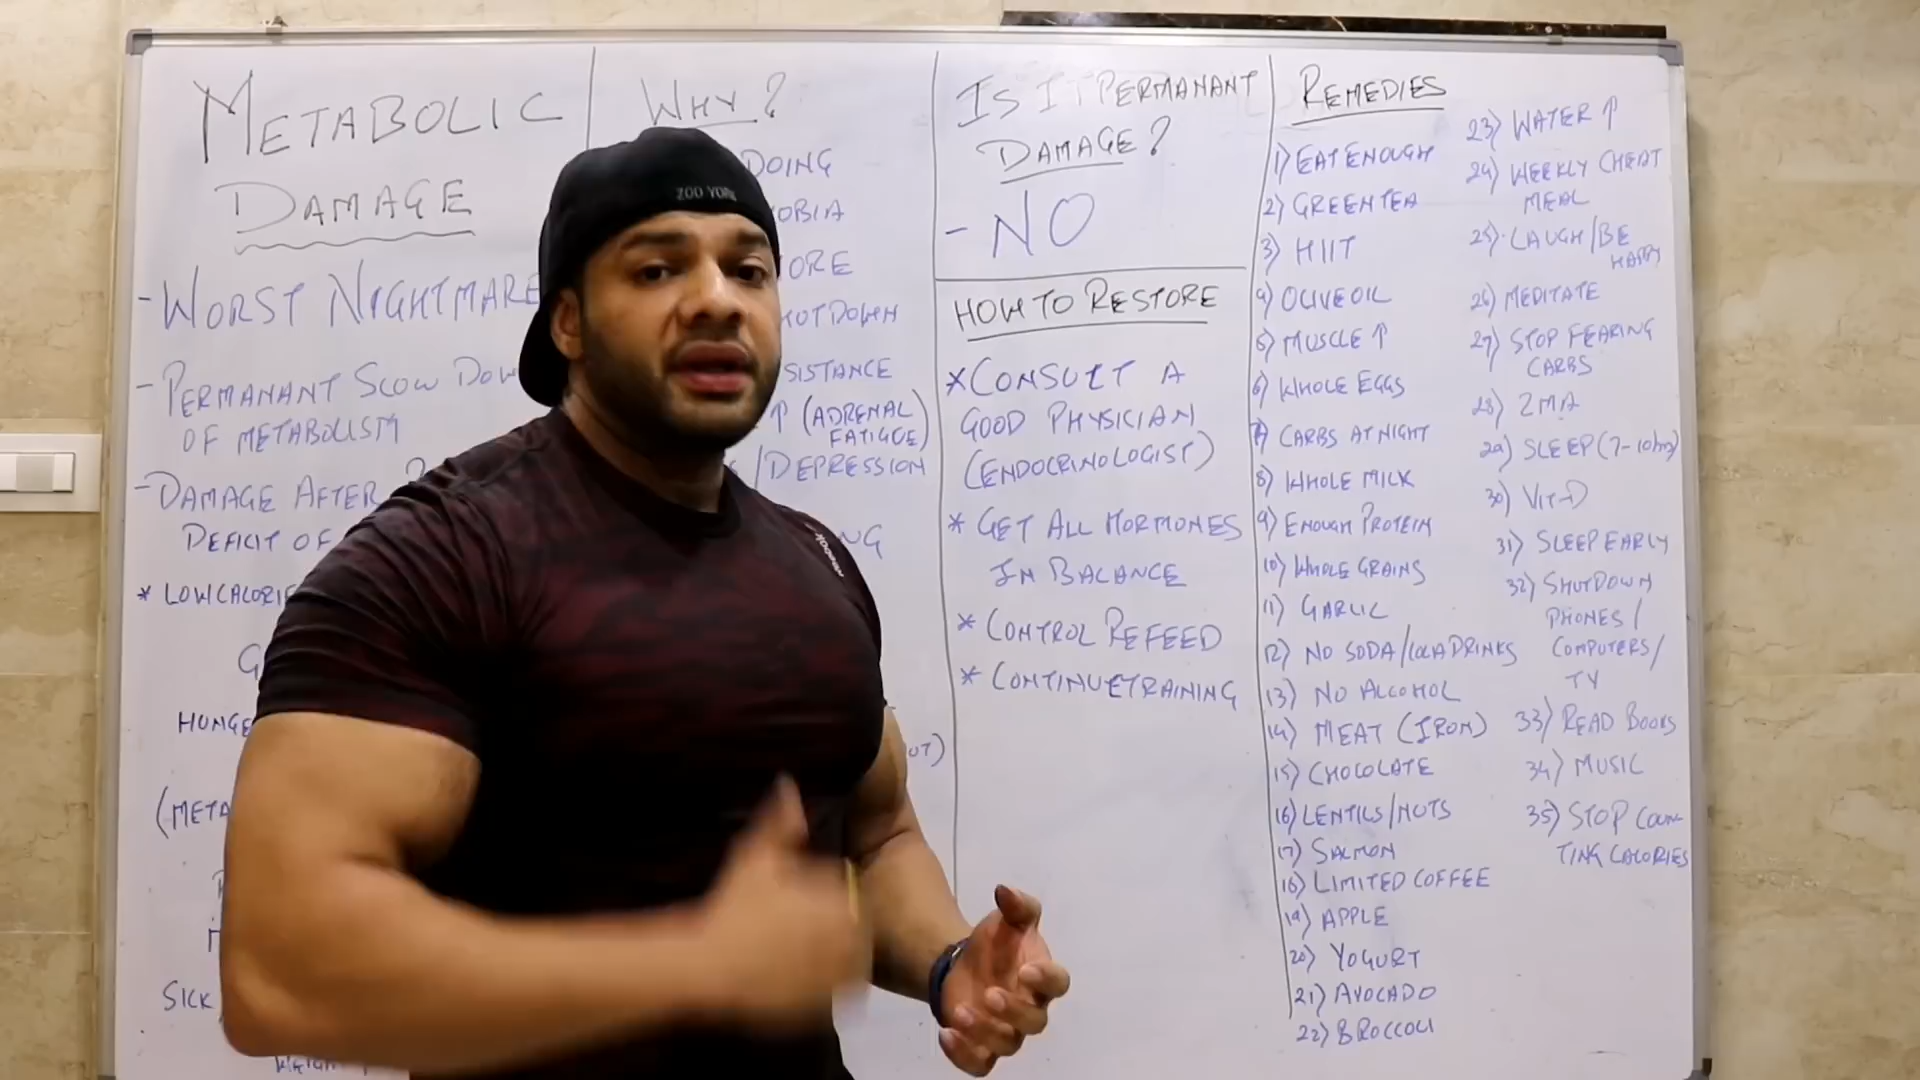 METABOLIC
DAMAGE
- WORST NIGHTMARE
- PERMANANT SLOW DOW
OF METABOLISM
- DAMAGE AFTER
DEFICIT OF
* LOW CALORIE
HUNGE
(META
SICK
WHY?
DOING
OBIA
ORE
HUTDOWN
SISTANCE
↑ (ADRENAL
FATIGUE)
/DEPRESSION
NG
OUT)
IS IT PERMANANT
DAMAGE?
- NO
HOW TO RESTORE
* CONSULT A
GOOD PHYSICIAN
(ENDOCRINOLOGIST)
* GET ALL HORMONES
IN BALANCE
* CONTROL REFEED
* CONTINUE TRAINING
REMEDIES
1) EAT ENOUGH
2) GREEN TEA
3) HIIT
4) OLIVE OIL
5) MUSCLE ↑
6) WHOLE EGGS
7) CARBS AT NIGHT
8) WHOLE MILK
9) ENOUGH PROTEIN
10) WHOLE GRAINS
11) GARLIC
12) NO SODA/COLA DRINKS
13) NO ALCOHOL
14) MEAT (IRON)
15) CHOCOLATE
16) LENTILS/NUTS
17) SALMON
18) LIMITED COFFEE
19) APPLE
20) YOGURT
21) AVOCADO
22) BROCCOLI
23) WATER ↑
24) WEEKLY CHEAT
MEAL
25) LAUGH/BE
HAPPY
26) MEDITATE
27) STOP FEARING
CARBS
28) ZMA
29) SLEEP (7-10hrs)
30) VIT-D
31) SLEEP EARLY
32) SHUTDOWN
PHONES/
COMPUTERS/
TV
33) READ BOOKS
34) MUSIC
35) STOP COUN
TING CALORIES
ZOO YORK
Reebok